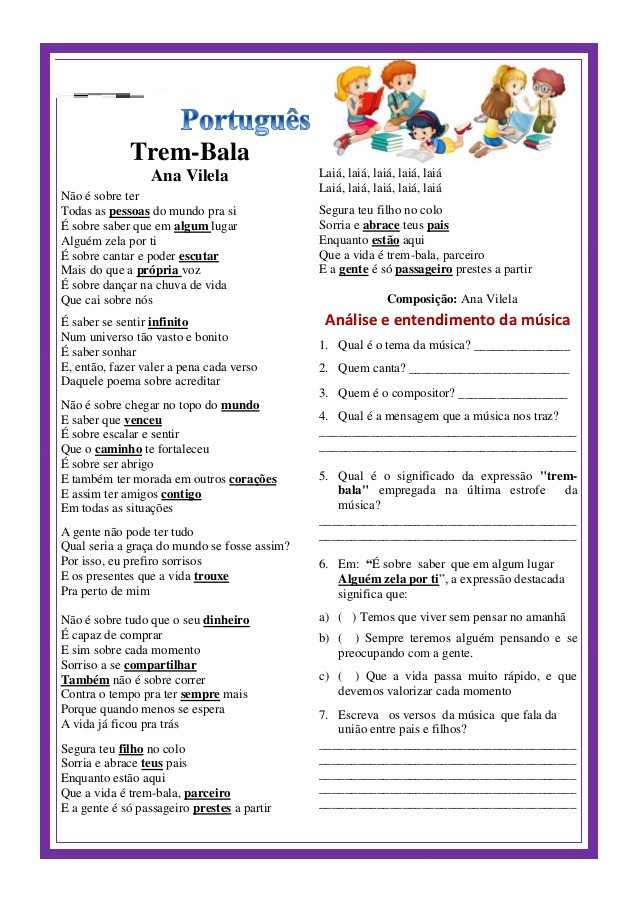 Português
Trem-Bala
Ana Vilela
Não é sobre ter
Todas as pessoas do mundo pra si
É sobre saber que em algum lugar
Alguém zela por ti
É sobre cantar e poder escutar
Mais do que a própria voz
É sobre dançar na chuva de vida
Que cai sobre nós
É saber se sentir infinito
Num universo tão vasto e bonito
É saber sonhar
E, então, fazer valer a pena cada verso
Daquele poema sobre acreditar
Não é sobre chegar no topo do mundo
E saber que venceu
É sobre escalar e sentir
Que o caminho te fortaleceu
É sobre ser abrigo
E também ter morada em outros corações
E assim ter amigos contigo
Em todas as situações
A gente não pode ter tudo
Qual seria a graça do mundo se fosse assim?
Por isso, eu prefiro sorrisos
E os presentes que a vida trouxe
Pra perto de mim
Não é sobre tudo que o seu dinheiro
É capaz de comprar
E sim sobre cada momento
Sorriso a se compartilhar
Também não é sobre correr
Contra o tempo pra ter sempre mais
Porque quando menos se espera
A vida já ficou pra trás
Segura teu filho no colo
Sorria e abrace teus pais
Enquanto estão aqui
Que a vida é trem-bala, parceiro
E a gente é só passageiro prestes a partir
Laiá, laiá, laiá, laiá, laiá
Laiá, laiá, laiá, laiá, laiá
Segura teu filho no colo
Sorria e abrace teus pais
Enquanto estão aqui
Que a vida é trem-bala, parceiro
E a gente é só passageiro prestes a partir
Composição: Ana Vilela
Análise e entendimento da música
1. Qual é o tema da música? _______________
2. Quem canta? _________________________
3. Quem é o compositor? _________________
4. Qual é a mensagem que a música nos traz?
________________________________________
________________________________________
5. Qual é o significado da expressão "trem-
bala" empregada na última estrofe da
música?
________________________________________
________________________________________
6. Em: “É sobre saber que em algum lugar
Alguém zela por ti”, a expressão destacada
significa que:
a) ( ) Temos que viver sem pensar no amanhã
b) ( ) Sempre teremos alguém pensando e se
preocupando com a gente.
c) ( ) Que a vida passa muito rápido, e que
devemos valorizar cada momento
7. Escreva os versos da música que fala da
união entre pais e filhos?
________________________________________
________________________________________
________________________________________
________________________________________
________________________________________